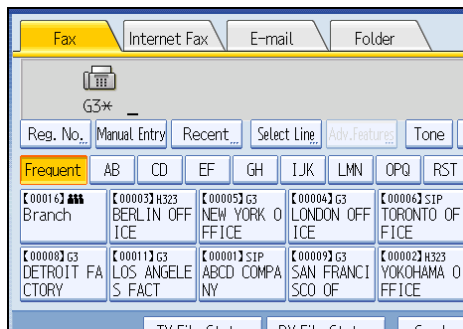 Fax Internet Fax E-mail Folder
G3* _
Reg. No. Manual Entry Recent Select Line Adv.Features Tone
Frequent AB CD EF GH IJK LMN OPQ RST
【00016】 【00003】H323 【00005】G3 【00004】G3 【00006】SIP
Branch BERLIN OFF NEW YORK O LONDON OFF TORONTO OF
ICE FFICE ICE FICE
【00008】G3 【00011】G3 【00001】SIP 【00009】G3 【00002】H323
DETROIT FA LOS ANGELE ABCD COMPA SAN FRANCI YOKOHAMA O
CTORY S FACT NY SCO OF FFICE